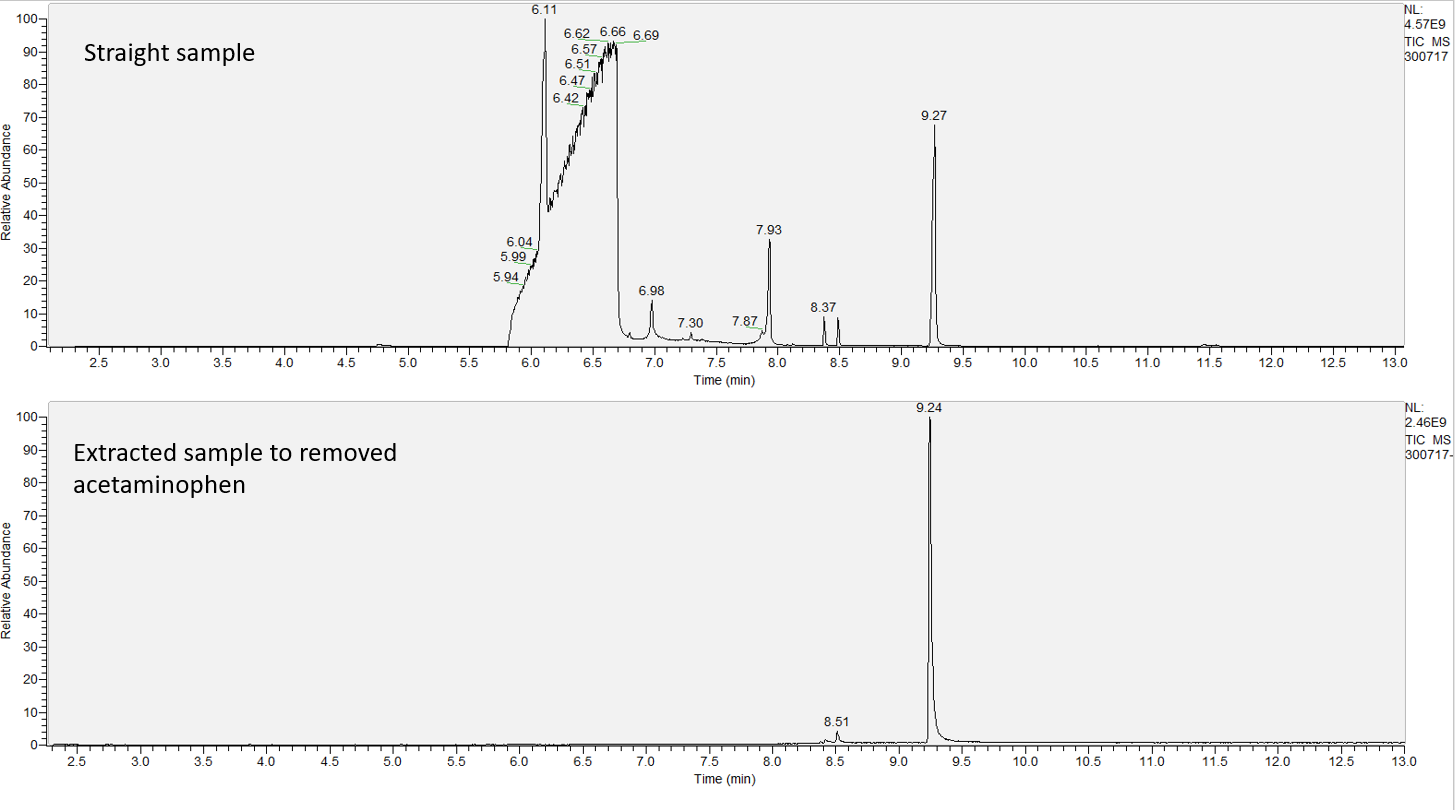 6.11
NL:
4.57E9
TIC MS
300717
Straight sample
6.62 6.66 6.69
6.57
6.51
6.47
6.42
9.27
6.04
5.99
5.94
7.93
6.98
7.30
7.87
8.37
100
90
80
70
60
50
40
30
20
10
0
Relative Abundance
2.5 3.0 3.5 4.0 4.5 5.0 5.5 6.0 6.5 7.0 7.5 8.0 8.5 9.0 9.5 10.0 10.5 11.0 11.5 12.0 12.5 13.0
Time (min)
9.24
NL:
2.46E9
TIC MS
300717-
Extracted sample to removed
acetaminophen
8.51
100
90
80
70
60
50
40
30
20
10
0
Relative Abundance
2.5 3.0 3.5 4.0 4.5 5.0 5.5 6.0 6.5 7.0 7.5 8.0 8.5 9.0 9.5 10.0 10.5 11.0 11.5 12.0 12.5 13.0
Time (min)